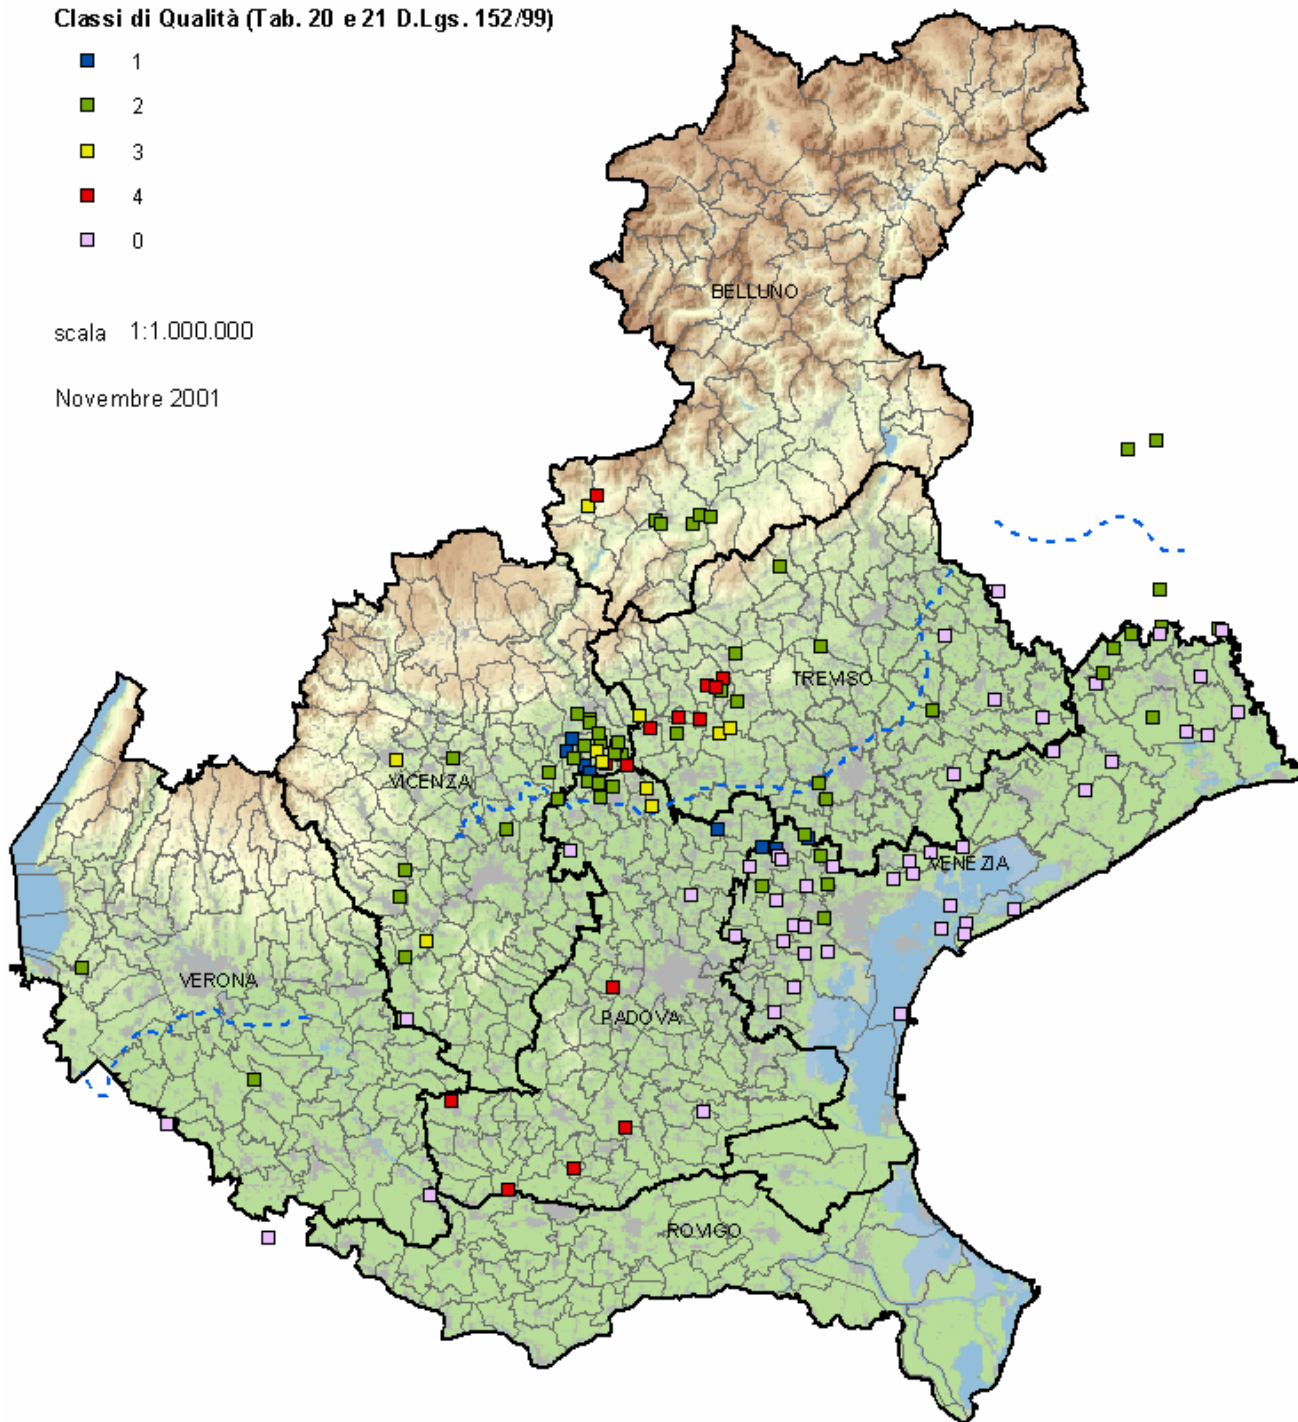 Classi di Qualità (Tab. 20 e 21 D.Lgs. 152/99)
1
2
3
4
0
scala 1:1.000.000
Novembre 2001
BELLUNO
TREVISO
VICENZA
VENEZIA
VERONA
PADOVA
ROVIGO